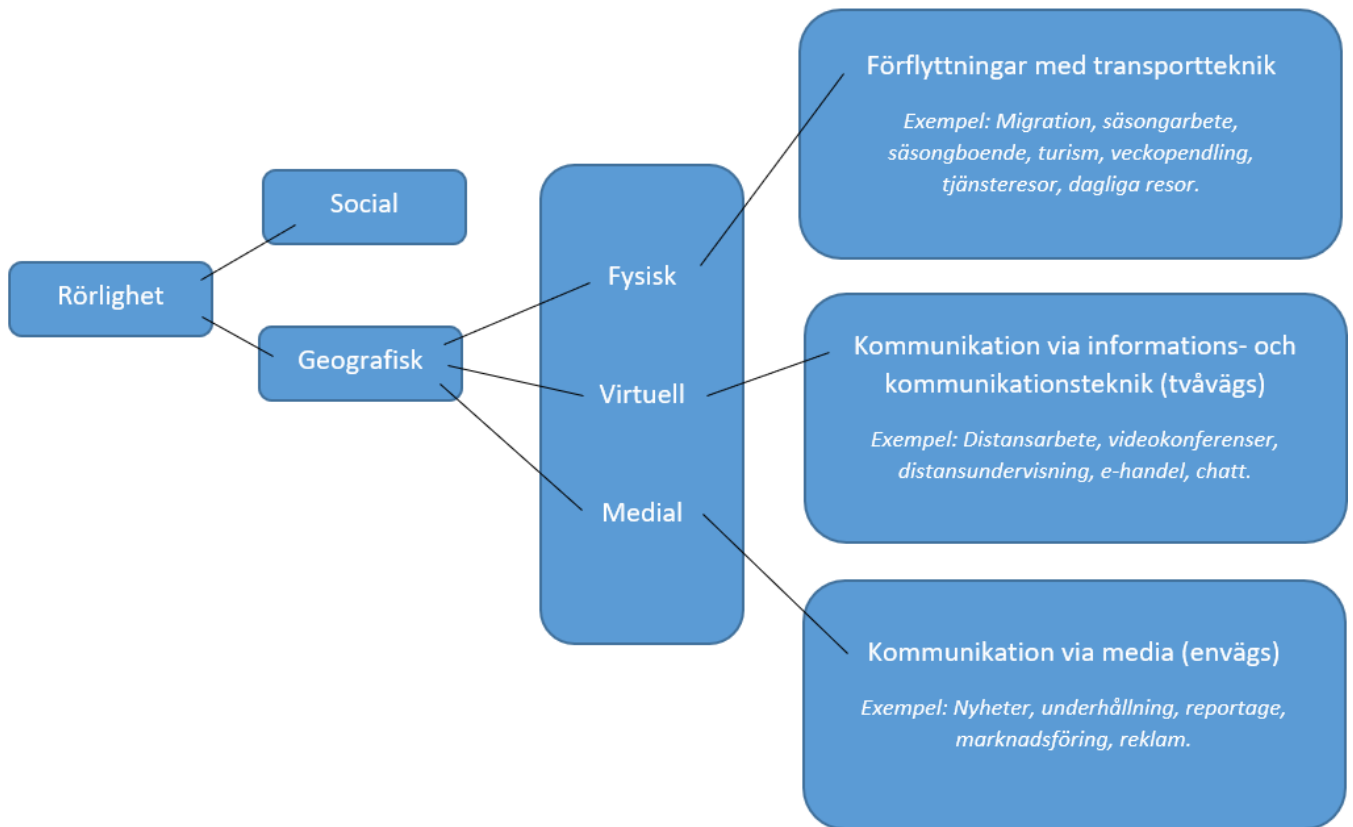 Rörlighet
Social
Geografisk
Fysisk
Virtuell
Medial
Förflyttningar med transportteknik
Exempel: Migration, säsongarbete,
säsongboende, turism, veckopendling,
tjänsteresor, dagliga resor.
Kommunikation via informations- och
kommunikationsteknik (tvåvägs)
Exempel: Distansarbete, videokonferenser,
distansundervisning, e-handel, chatt.
Kommunikation via media (envägs)
Exempel: Nyheter, underhållning, reportage,
marknadsföring, reklam.